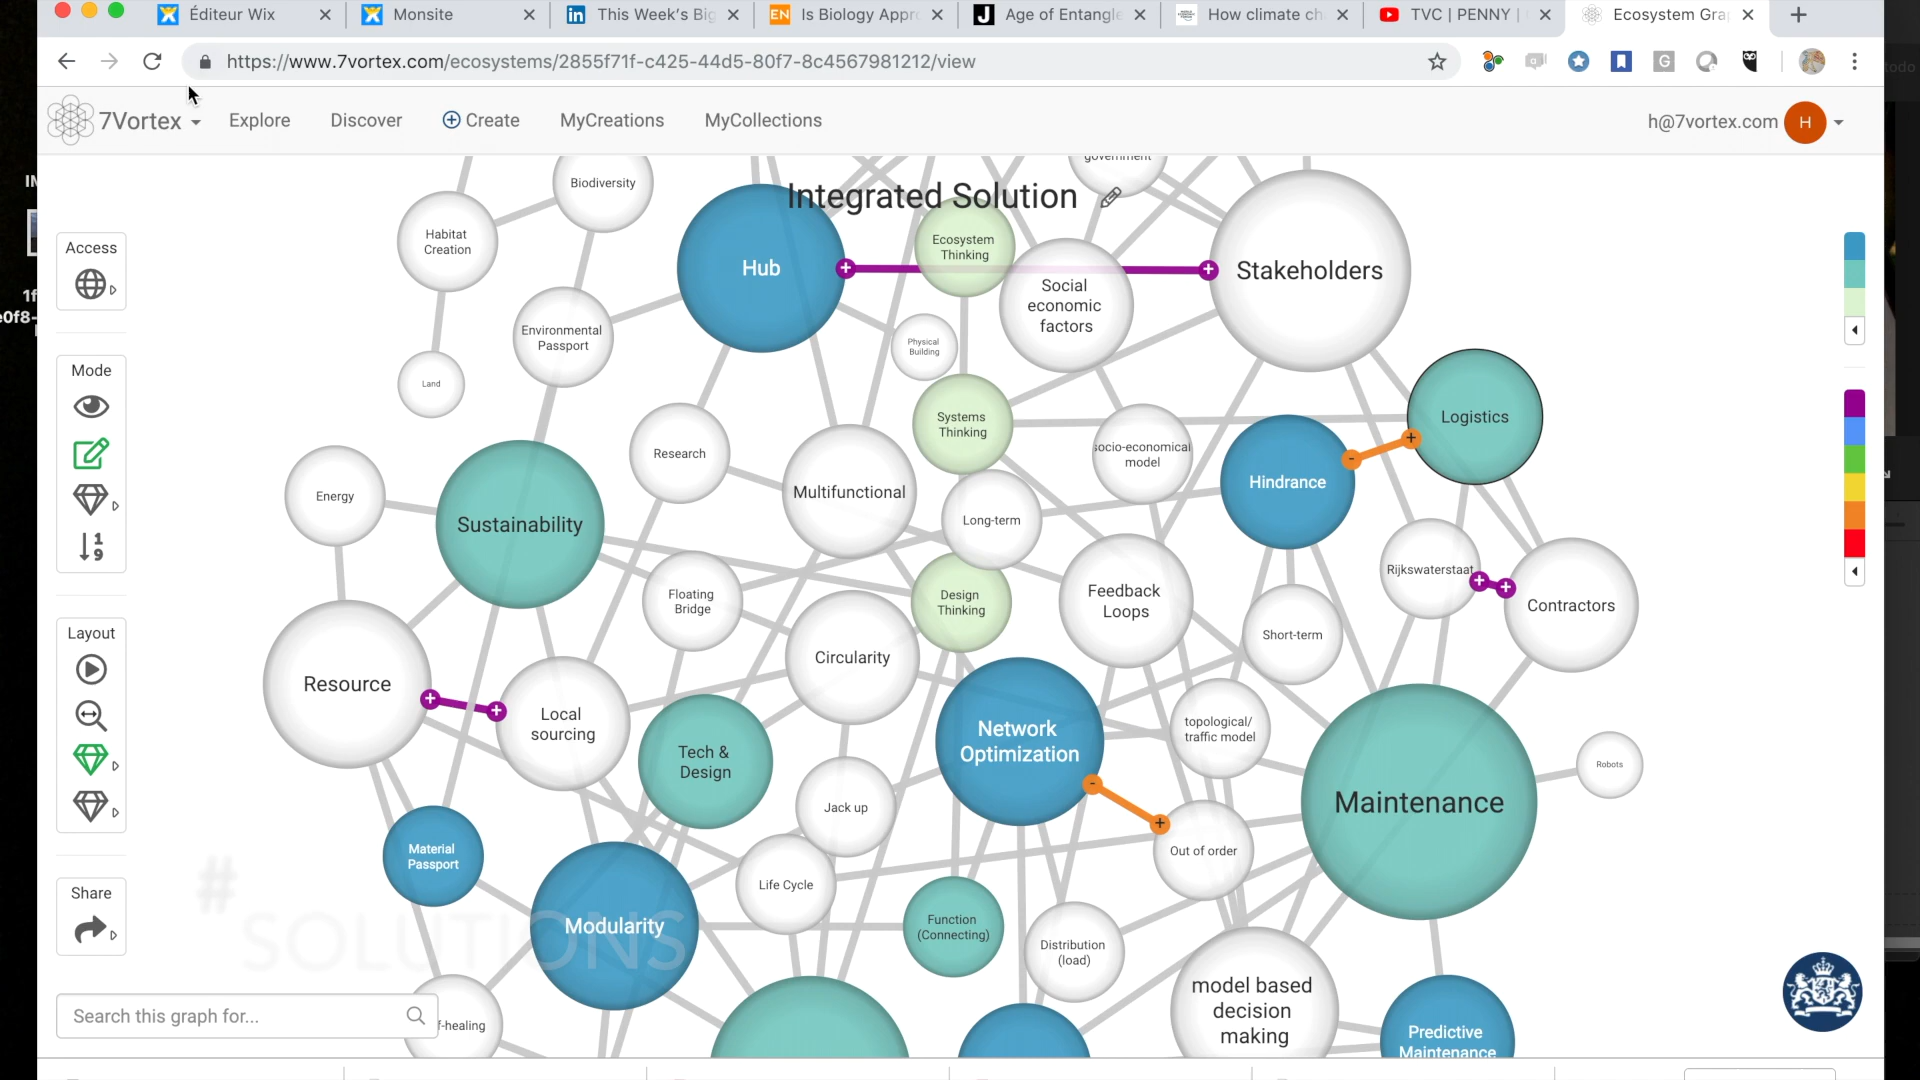 Éditeur Wix
Monsite
This Week's Big
Is Biology Appr
Age of Entangle
How climate ch
TVC | PENNY |
Ecosystem Gra
https://www.7vortex.com/ecosystems/2855f71f-c425-44d5-80f7-8c4567981212/view
7Vortex
Explore
Discover
Create
MyCreations
MyCollections
h@7vortex.com
H
Integrated Solution
government
Biodiversity
Habitat
Creation
Hub
Ecosystem
Thinking
Social
economic
factors
Stakeholders
Access
Environmental
Passport
Physical
Building
Land
Mode
Systems
Thinking
Logistics
Research
Multifunctional
socio-economical
model
Hindrance
Energy
Sustainability
Long-term
Rijkswaterstaat
Floating
Bridge
Design
Thinking
Feedback
Loops
Contractors
Short-term
Layout
Resource
Circularity
Local
sourcing
Tech &
Design
Network
Optimization
topological/
traffic model
Robots
Maintenance
Jack up
Material
Passport
Out of order
Life Cycle
Share
Modularity
Function
(Connecting)
Distribution
(load)
#
SOLUTIONS
model based
decision
making
Search this graph for...
f-healing
Predictive
Maintenance